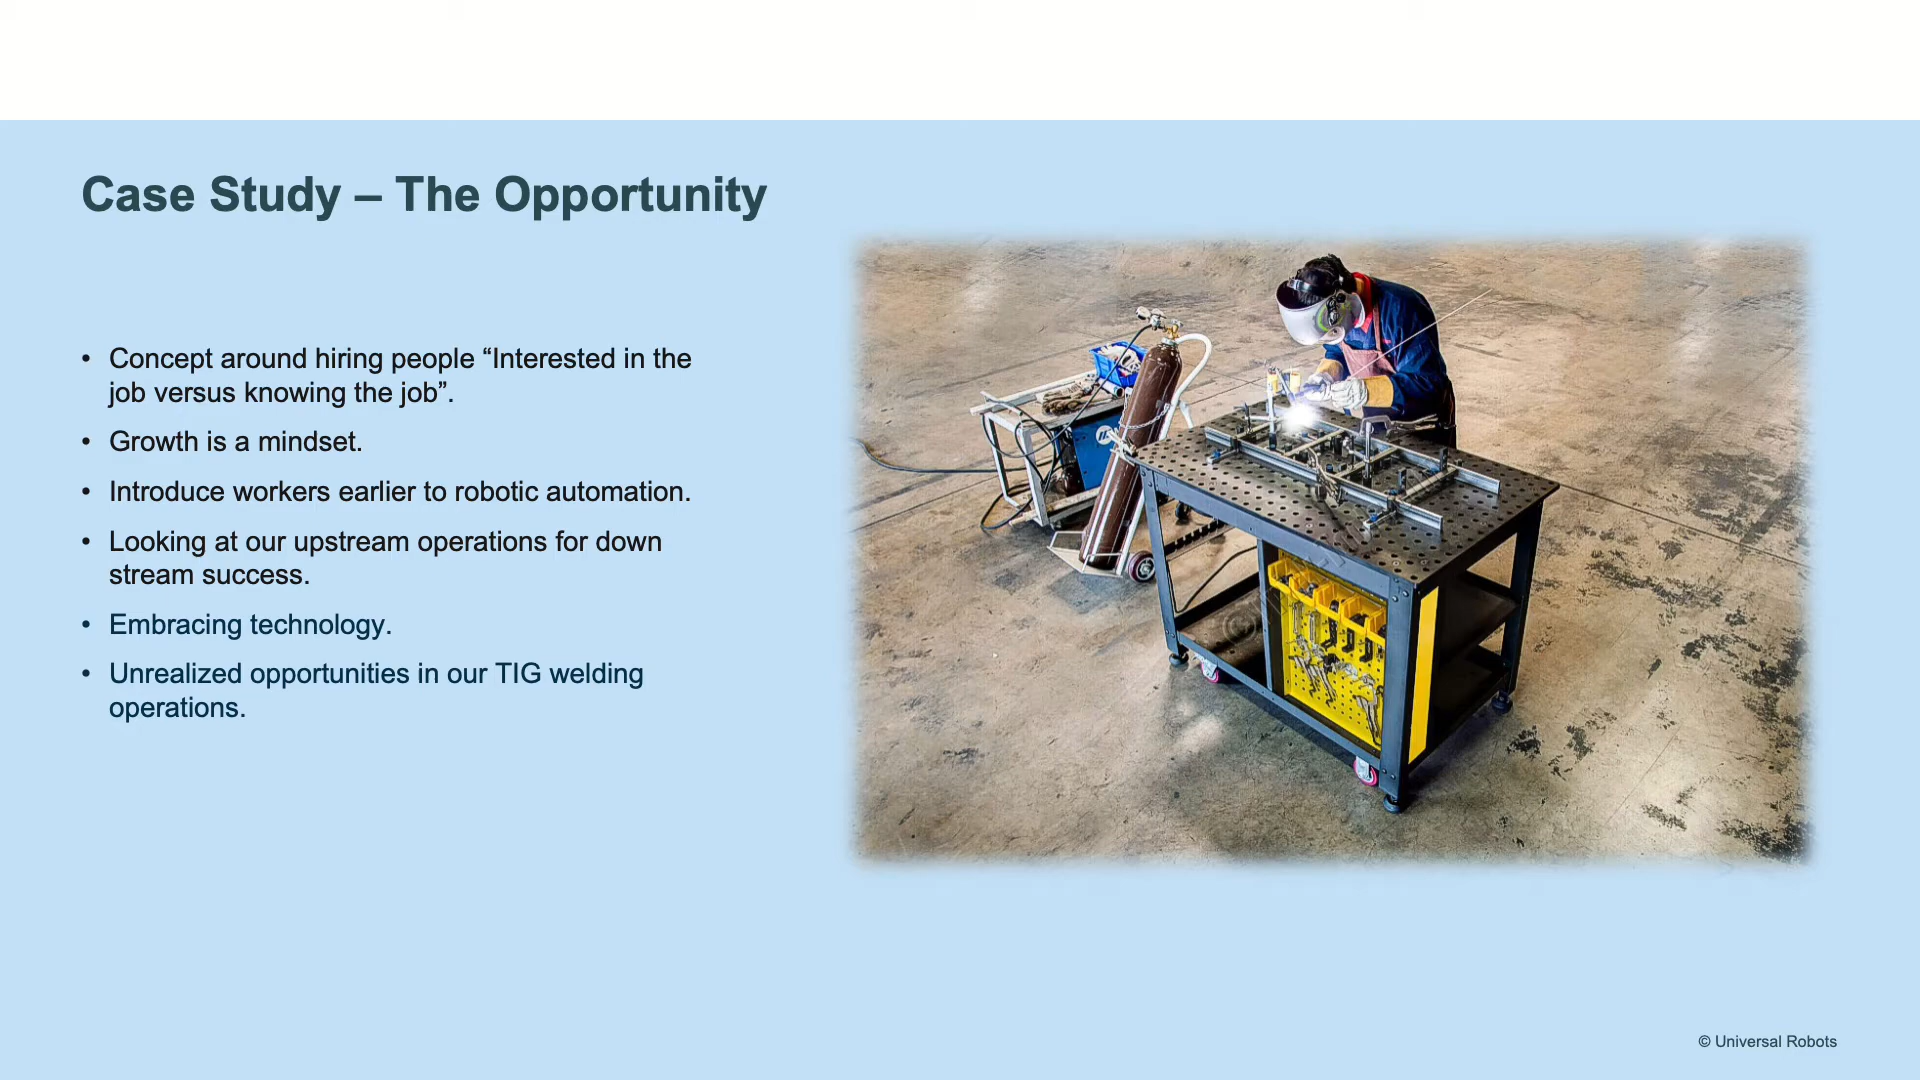 Case Study – The Opportunity
• Concept around hiring people “Interested in the
job versus knowing the job”.
• Growth is a mindset.
• Introduce workers earlier to robotic automation.
• Looking at our upstream operations for down
stream success.
• Embracing technology.
• Unrealized opportunities in our TIG welding
operations.
© Universal Robots